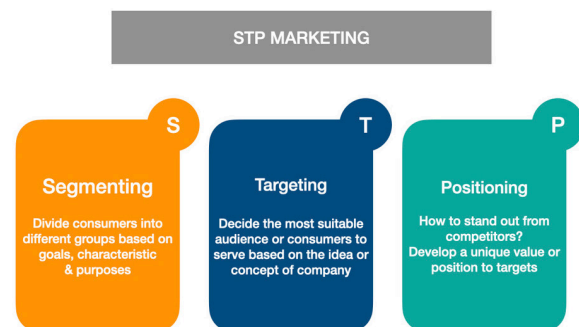 STP MARKETING
S
Segmenting
Divide consumers into
different groups based on
goals, characteristic
& purposes
T
Targeting
Decide the most suitable
audience or consumers to
serve based on the idea or
concept of company
P
Positioning
How to stand out from
competitors?
Develop a unique value or
position to targets